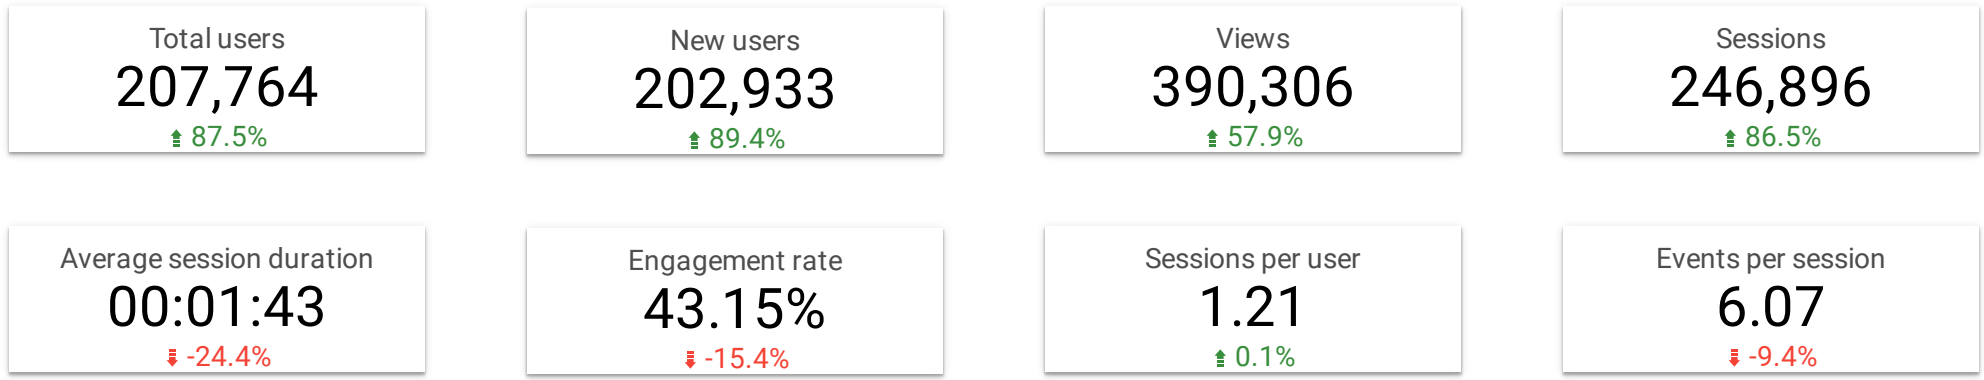 Total users
207,764
87.5%
New users
202,933
89.4%
Views
390,306
57.9%
Sessions
246,896
86.5%
Average session duration
00:01:43
-24.4%
Engagement rate
43.15%
-15.4%
Sessions per user
1.21
0.1%
Events per session
6.07
-9.4%